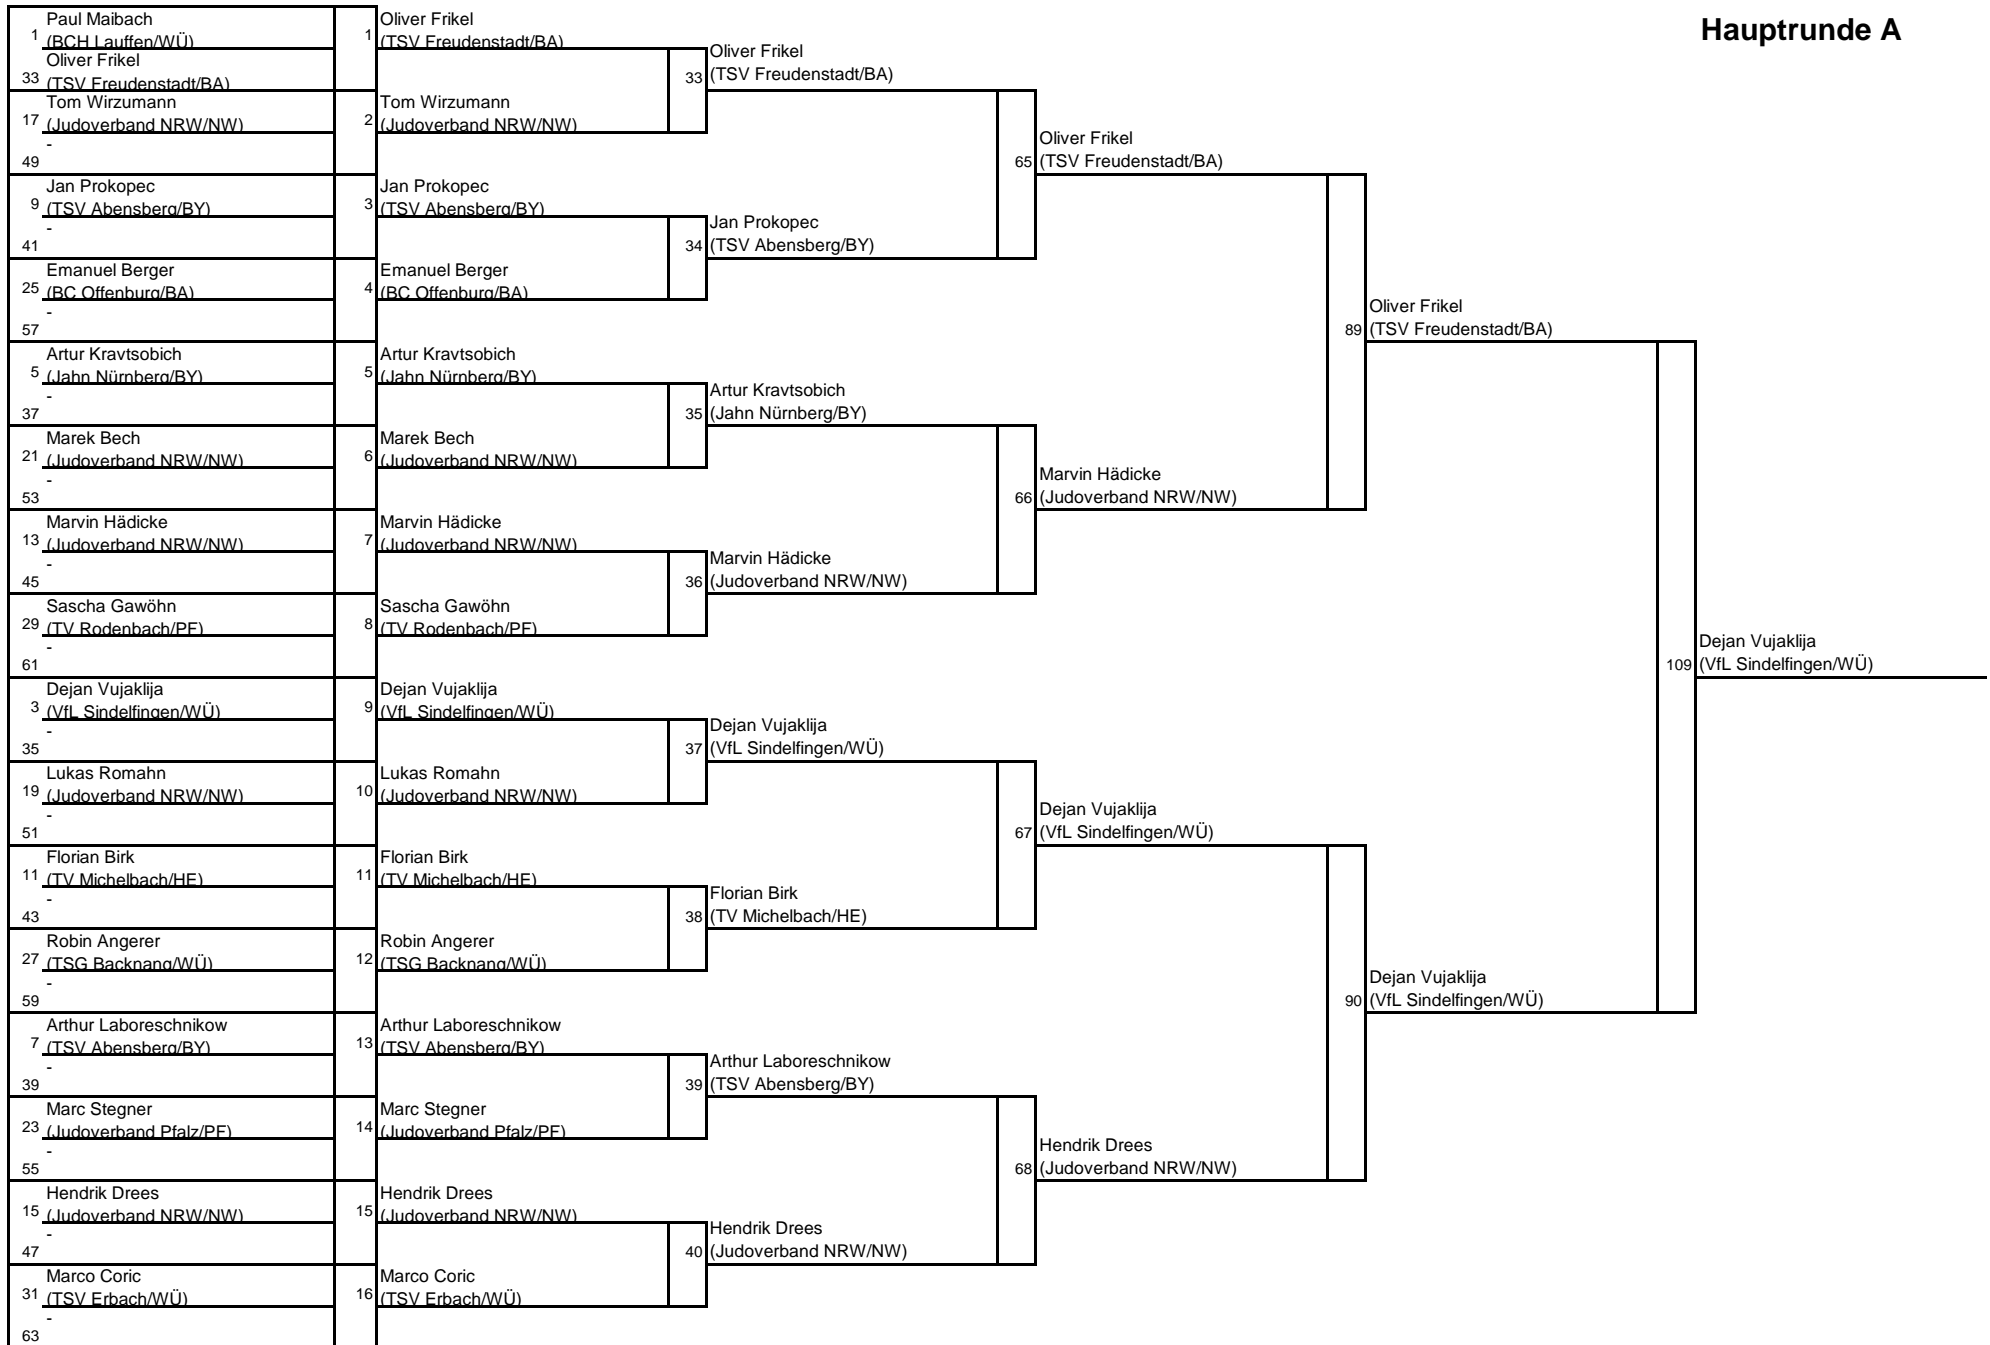 Hauptrunde A
1
Paul Maibach
(BCH Lauffen/WÜ)
33
Oliver Frikel
(TSV Freudenstadt/BA)
17
Tom Wirzumann
(Judoverband NRW/NW)
49
-
9
Jan Prokopec
(TSV Abensberg/BY)
41
-
25
Emanuel Berger
(BC Offenburg/BA)
57
-
5
Artur Kravtsobich
(Jahn Nürnberg/BY)
37
-
21
Marek Bech
(Judoverband NRW/NW)
53
-
13
Marvin Hädicke
(Judoverband NRW/NW)
45
-
29
Sascha Gawöhn
(TV Rodenbach/PF)
61
-
3
Dejan Vujaklija
(VfL Sindelfingen/WÜ)
35
-
19
Lukas Romahn
(Judoverband NRW/NW)
51
-
11
Florian Birk
(TV Michelbach/HE)
43
-
27
Robin Angerer
(TSG Backnang/WÜ)
59
-
7
Arthur Laboreschnikow
(TSV Abensberg/BY)
39
-
23
Marc Stegner
(Judoverband Pfalz/PF)
55
-
15
Hendrik Drees
(Judoverband NRW/NW)
47
-
31
Marco Coric
(TSV Erbach/WÜ)
63
-
1
Oliver Frikel
(TSV Freudenstadt/BA)
2
Tom Wirzumann
(Judoverband NRW/NW)
3
Jan Prokopec
(TSV Abensberg/BY)
4
Emanuel Berger
(BC Offenburg/BA)
5
Artur Kravtsobich
(Jahn Nürnberg/BY)
6
Marek Bech
(Judoverband NRW/NW)
7
Marvin Hädicke
(Judoverband NRW/NW)
8
Sascha Gawöhn
(TV Rodenbach/PF)
9
Dejan Vujaklija
(VfL Sindelfingen/WÜ)
10
Lukas Romahn
(Judoverband NRW/NW)
11
Florian Birk
(TV Michelbach/HE)
12
Robin Angerer
(TSG Backnang/WÜ)
13
Arthur Laboreschnikow
(TSV Abensberg/BY)
14
Marc Stegner
(Judoverband Pfalz/PF)
15
Hendrik Drees
(Judoverband NRW/NW)
16
Marco Coric
(TSV Erbach/WÜ)
33
Oliver Frikel
(TSV Freudenstadt/BA)
34
Jan Prokopec
(TSV Abensberg/BY)
35
Artur Kravtsobich
(Jahn Nürnberg/BY)
36
Marvin Hädicke
(Judoverband NRW/NW)
37
Dejan Vujaklija
(VfL Sindelfingen/WÜ)
38
Florian Birk
(TV Michelbach/HE)
39
Arthur Laboreschnikow
(TSV Abensberg/BY)
40
Hendrik Drees
(Judoverband NRW/NW)
65
Oliver Frikel
(TSV Freudenstadt/BA)
66
Marvin Hädicke
(Judoverband NRW/NW)
67
Dejan Vujaklija
(VfL Sindelfingen/WÜ)
68
Hendrik Drees
(Judoverband NRW/NW)
89
Oliver Frikel
(TSV Freudenstadt/BA)
90
Dejan Vujaklija
(VfL Sindelfingen/WÜ)
109
Dejan Vujaklija
(VfL Sindelfingen/WÜ)